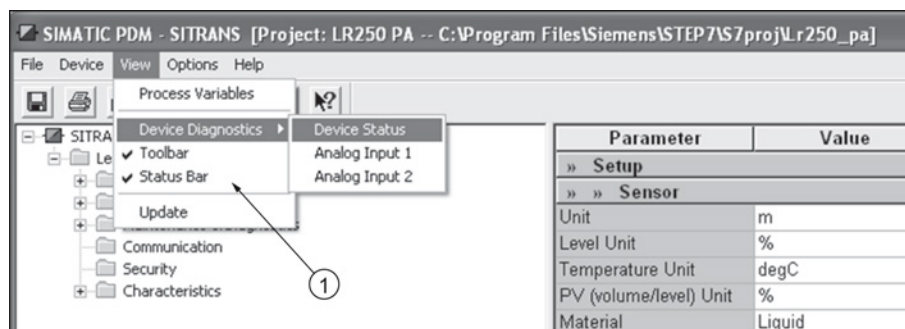 SIMATIC PDM - SITRANS [Project: LR250 PA -- C:\Program Files\Siemens\STEP7\S7proj\Lr250_pa]
File Device View Options Help
Process Variables
Device Diagnostics
Toolbar
Status Bar
Update
Device Status
Analog Input 1
Analog Input 2
SITRA
Le
Communication
Security
Characteristics
1
Parameter Value
» Setup
» » Sensor
Unit m
Level Unit %
Temperature Unit degC
PV (volume/level) Unit %
Material Liquid